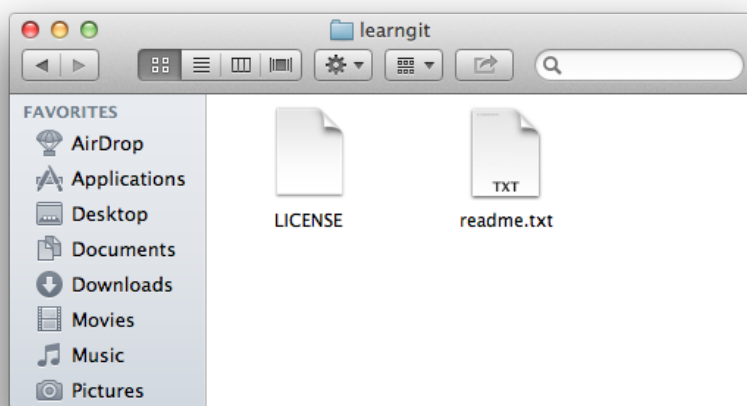 learngit
FAVORITES
AirDrop
Applications
Desktop
Documents
Downloads
Movies
Music
Pictures
TXT
LICENSE
readme.txt